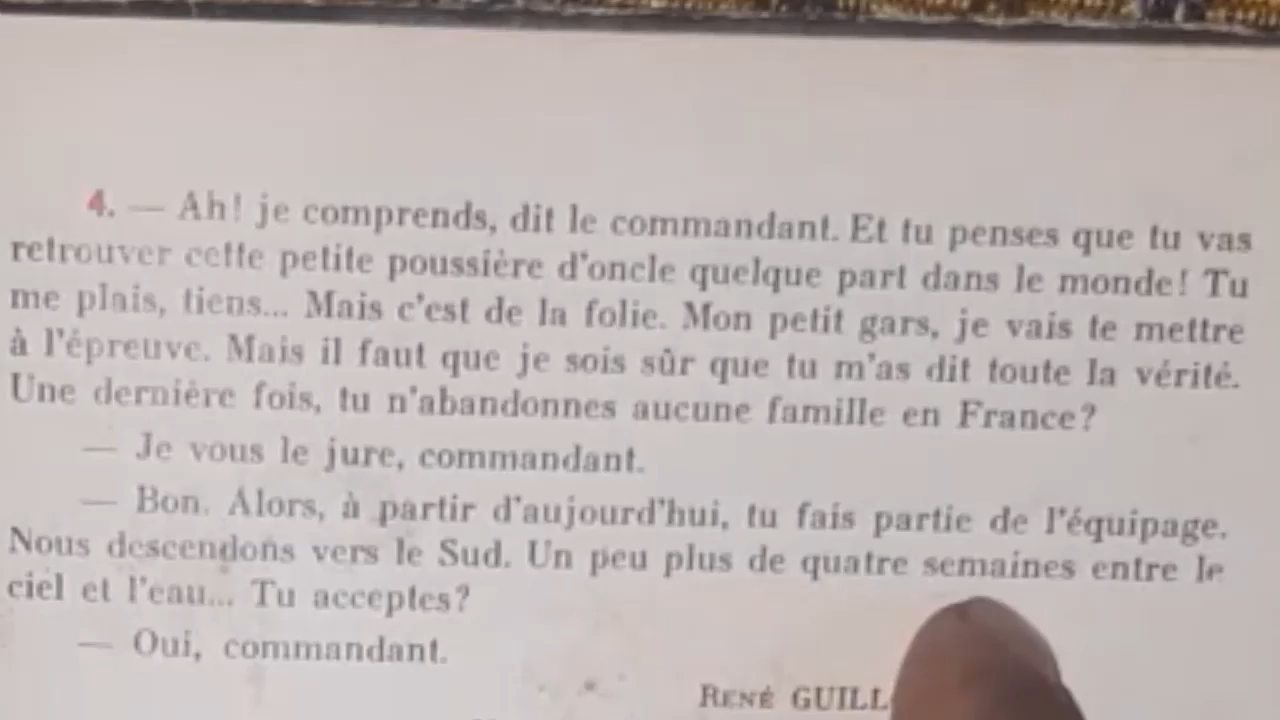 4. — Ah! je comprends, dit le commandant. Et tu penses que tu vas
retrouver cette petite poussière d'oncle quelque part dans le monde! Tu
me plais, tiens... Mais c'est de la folie. Mon petit gars, je vais te mettre
à l'épreuve. Mais il faut que je sois sûr que tu m'as dit toute la vérité.
Une dernière fois, tu n'abandonnes aucune famille en France?
— Je vous le jure, commandant.
— Bon. Alors, à partir d'aujourd'hui, tu fais partie de l'équipage.
Nous descendons vers le Sud. Un peu plus de quatre semaines entre le
ciel et l'eau... Tu acceptes?
— Oui, commandant.
RENÉ GUILL